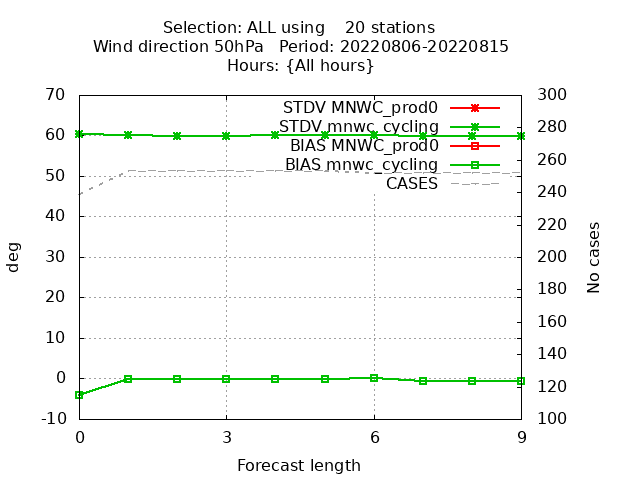 Selection: ALL using 20 stations
Wind direction 50hPa Period: 20220806-20220815
Hours: {All hours}
70
60
50
40
30
20
10
0
-10
deg
300
280
260
240
220
200
180
160
140
120
100
No cases
STDV MNWC_prod0
STDV mnwc_cycling
BIAS MNWC_prod0
BIAS mnwc_cycling
CASES
0 3 6 9
Forecast length